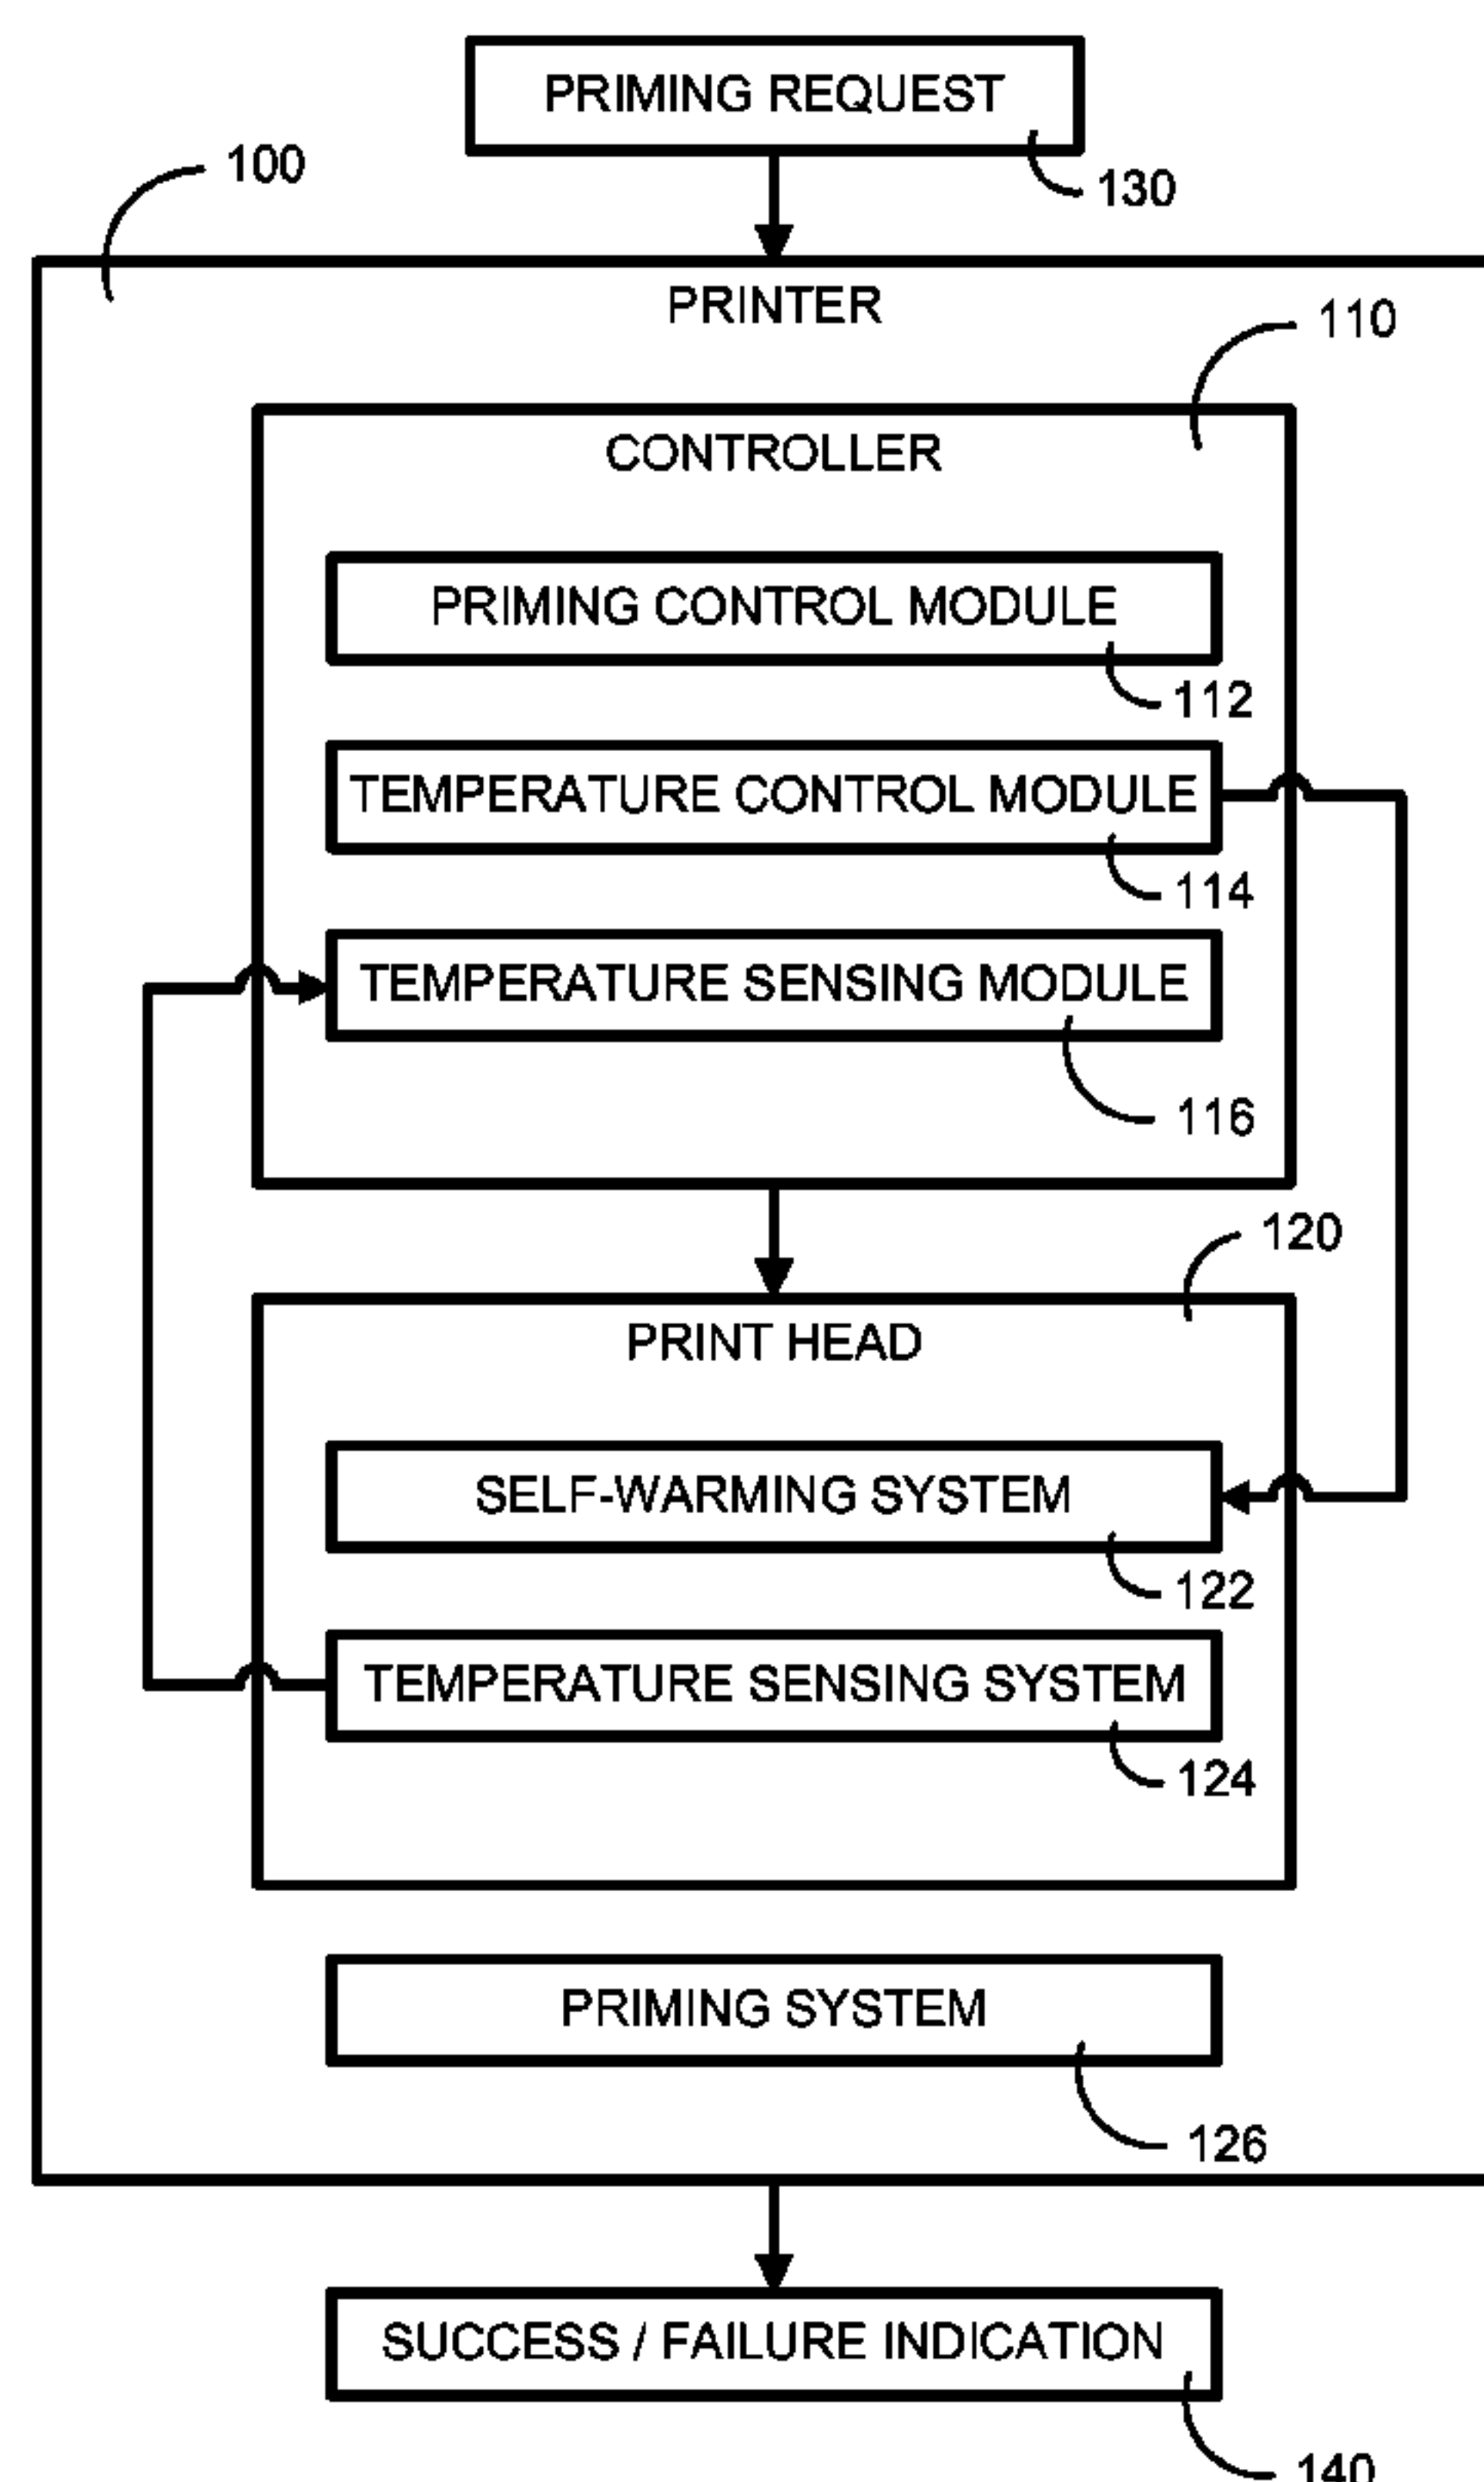 PRIMING REQUEST
130
100
PRINTER
110
CONTROLLER
PRIMING CONTROL MODULE
112
TEMPERATURE CONTROL MODULE
114
TEMPERATURE SENSING MODULE
116
120
PRINT HEAD
SELF-WARMING SYSTEM
122
TEMPERATURE SENSING SYSTEM
124
PRIMING SYSTEM
126
SUCCESS / FAILURE INDICATION
140